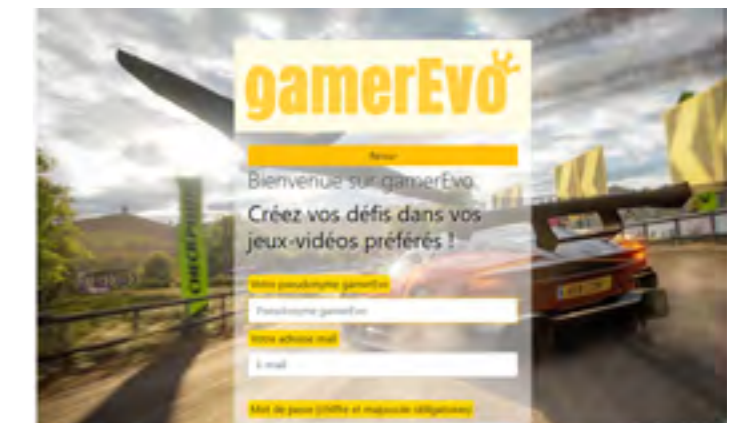 gamerEvo
Retour
Bienvenue sur gamerEvo.
Créez vos défis dans vos
jeux-vidéos préférés !
CHECKPOINT
Votre pseudonyme gamerEvo
Pseudonyme gamerEvo
Votre adresse mail
E-mail
Mot de passe (chiffre et majuscule obligatoires)